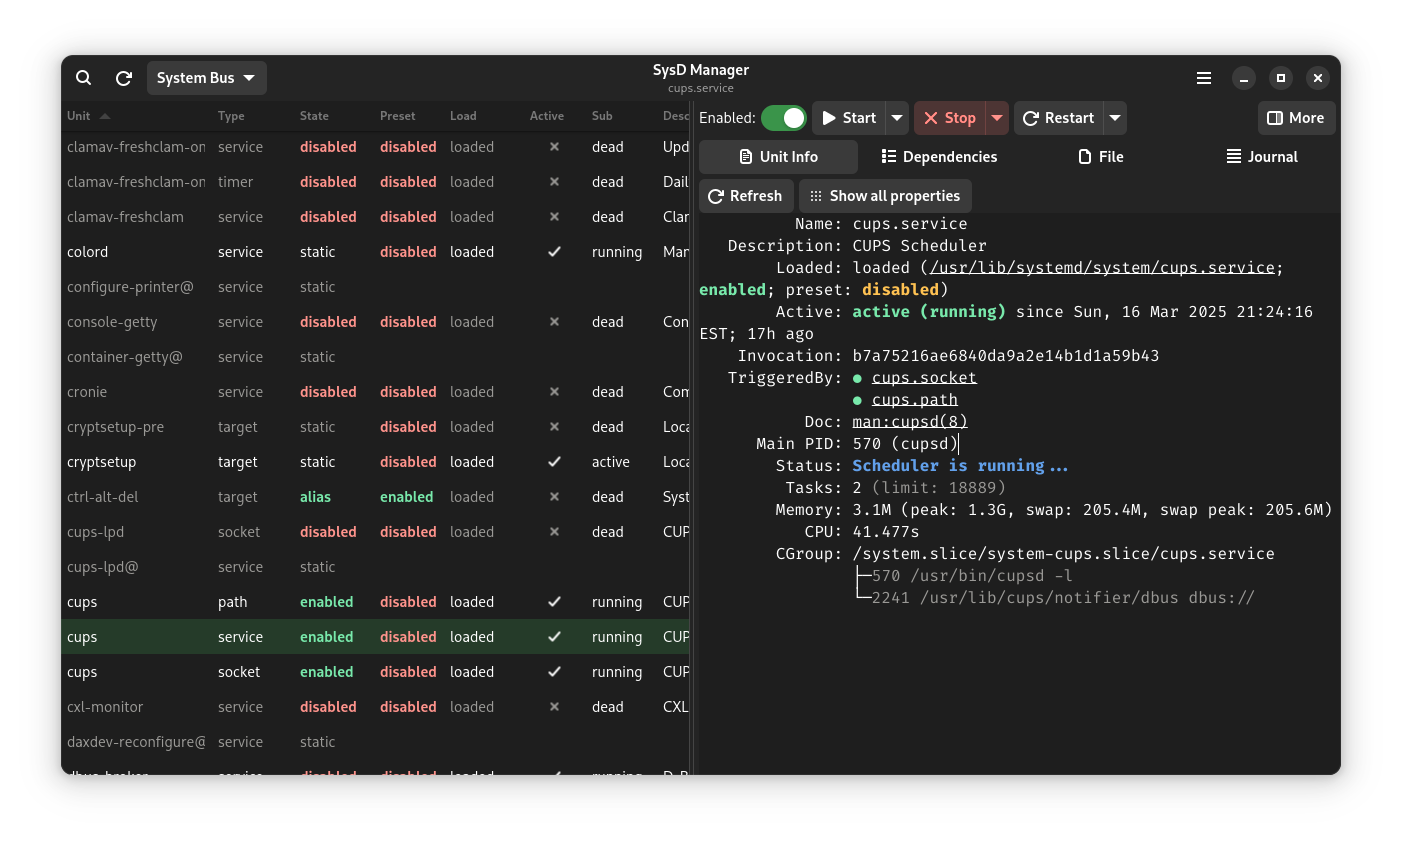 System Bus
SysD Manager
cups.service
Unit Type State Preset Load Active Sub Desc
clamav-freshclam-on service disabled disabled loaded dead Upd
clamav-freshclam-on timer disabled disabled loaded dead Dail
clamav-freshclam service disabled disabled loaded dead Clar
colord service static disabled loaded running Mar
configure-printer@ service static
console-getty service disabled disabled loaded dead Con
container-getty@ service static
cronie service disabled disabled loaded dead Com
cryptsetup-pre target static disabled loaded dead Loca
cryptsetup target static disabled loaded active Loca
ctrl-alt-del target alias enabled loaded dead Syst
cups-lpd socket disabled disabled loaded dead CUP
cups-lpd@ service static
cups path enabled disabled loaded running CUP
cups service enabled disabled loaded running CUP
cups socket enabled disabled loaded running CUP
cxl-monitor service disabled disabled loaded dead CXL
daxdev-reconfigure@ service static
dbus-broker service disabled disabled loaded running D-B
Enabled: Start Stop Restart More
Unit Info Dependencies File Journal
Refresh Show all properties
Name: cups.service
Description: CUPS Scheduler
Loaded: loaded (/usr/lib/systemd/system/cups.service;
enabled; preset: disabled)
Active: active (running) since Sun, 16 Mar 2025 21:24:16
EST; 17h ago
Invocation: b7a75216ae6840da9a2e14b1d1a59b43
TriggeredBy: ● cups.socket
● cups.path
Doc: man:cupsd(8)
Main PID: 570 (cupsd)
Status: Scheduler is running...
Tasks: 2 (limit: 18889)
Memory: 3.1M (peak: 1.3G, swap: 205.4M, swap peak: 205.6M)
CPU: 41.477s
CGroup: /system.slice/system-cups.slice/cups.service
├─570 /usr/bin/cupsd -l
└─2241 /usr/lib/cups/notifier/dbus dbus://